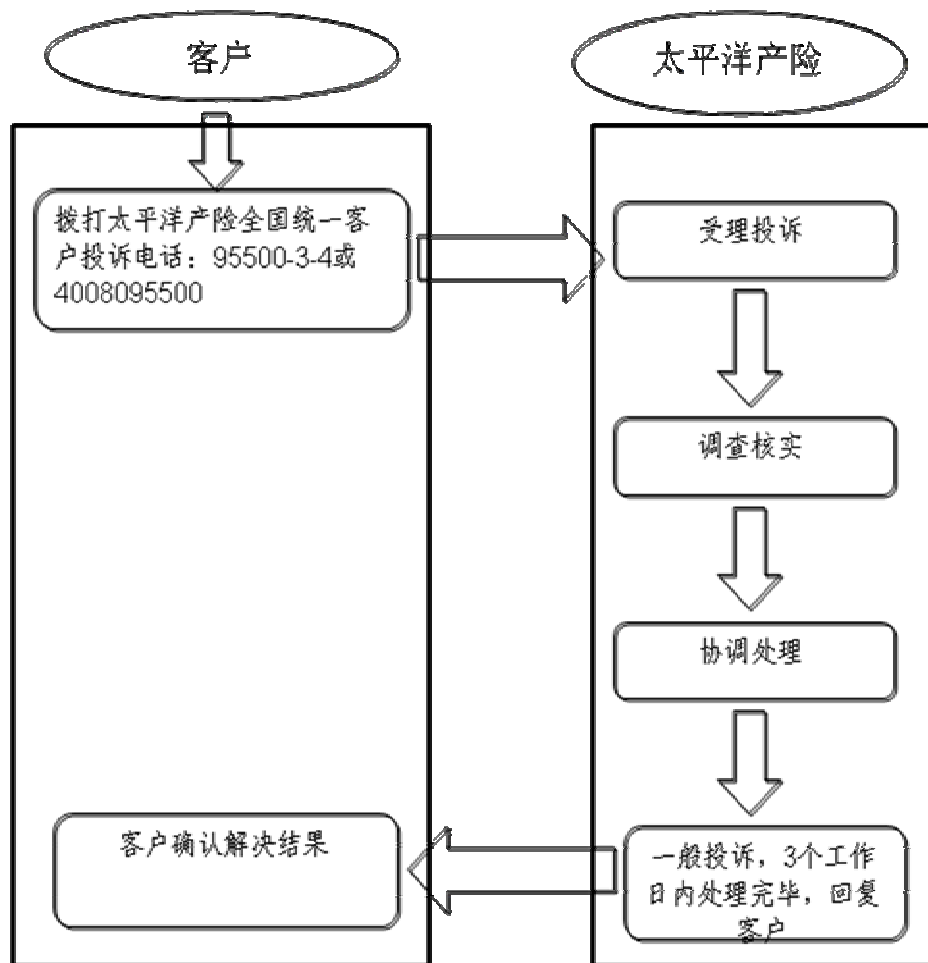 客户
太平洋产险
拨打太平洋产险全国统一客
户投诉电话：95500-3-4或
4008095500
受理投诉
调查核实
协调处理
一般投诉，3个工作
日内处理完毕，回复
客户
客户确认解决结果